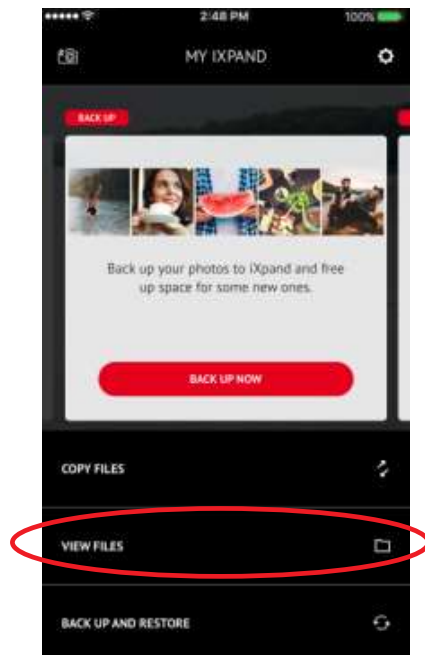 2:48 PM
100%
MY IXPAND
BACK UP
Back up your photos to iXpand and free
up space for some new ones.
BACK UP NOW
COPY FILES
VIEW FILES
BACK UP AND RESTORE